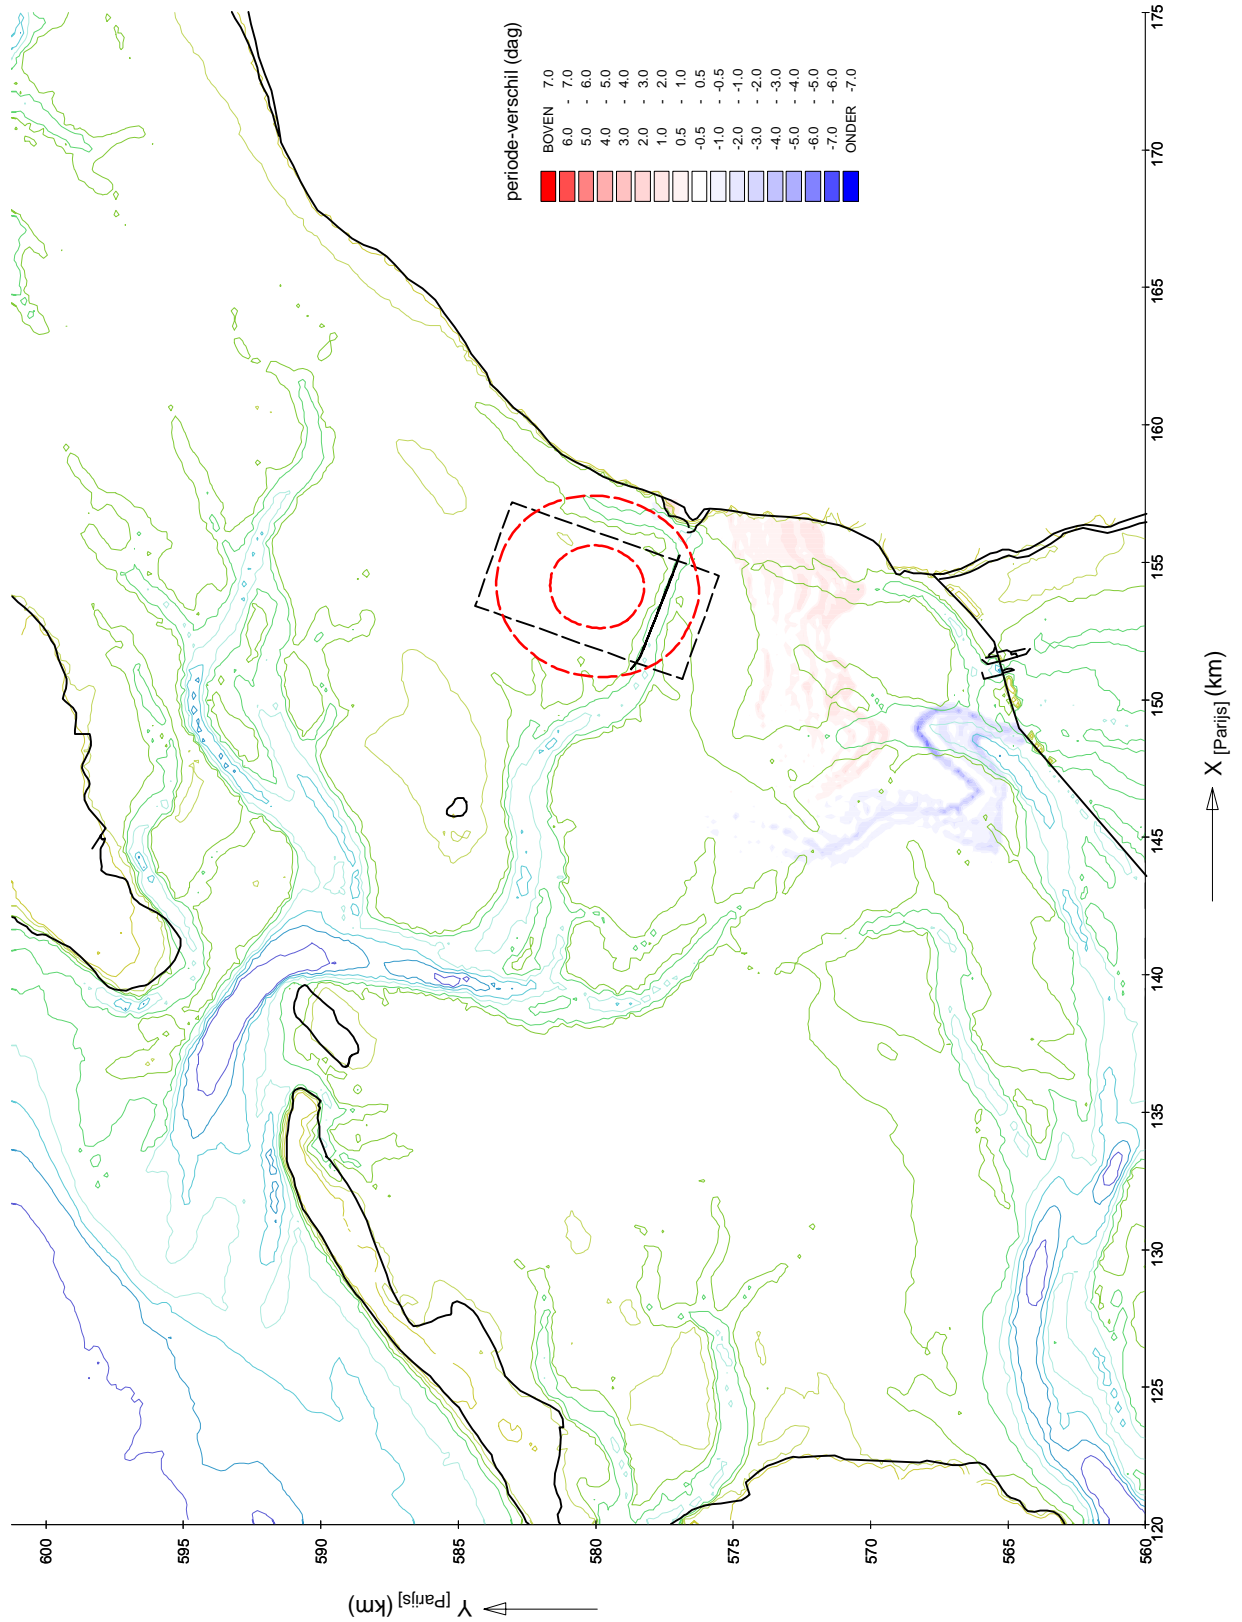 periode-verschil (dag)
BOVEN 7.0
6.0 - 7.0
5.0 - 6.0
4.0 - 5.0
3.0 - 4.0
2.0 - 3.0
1.0 - 2.0
0.5 - 1.0
-0.5 - 0.5
-1.0 - -0.5
-2.0 - -1.0
-3.0 - -2.0
-4.0 - -3.0
-5.0 - -4.0
-6.0 - -5.0
-7.0 - -6.0
ONDER -7.0
600
595
590
585
580
575
570
565
560
Y [Parijs] (km)
120
125
130
135
140
145
150
155
160
165
170
175
X [Parijs] (km)